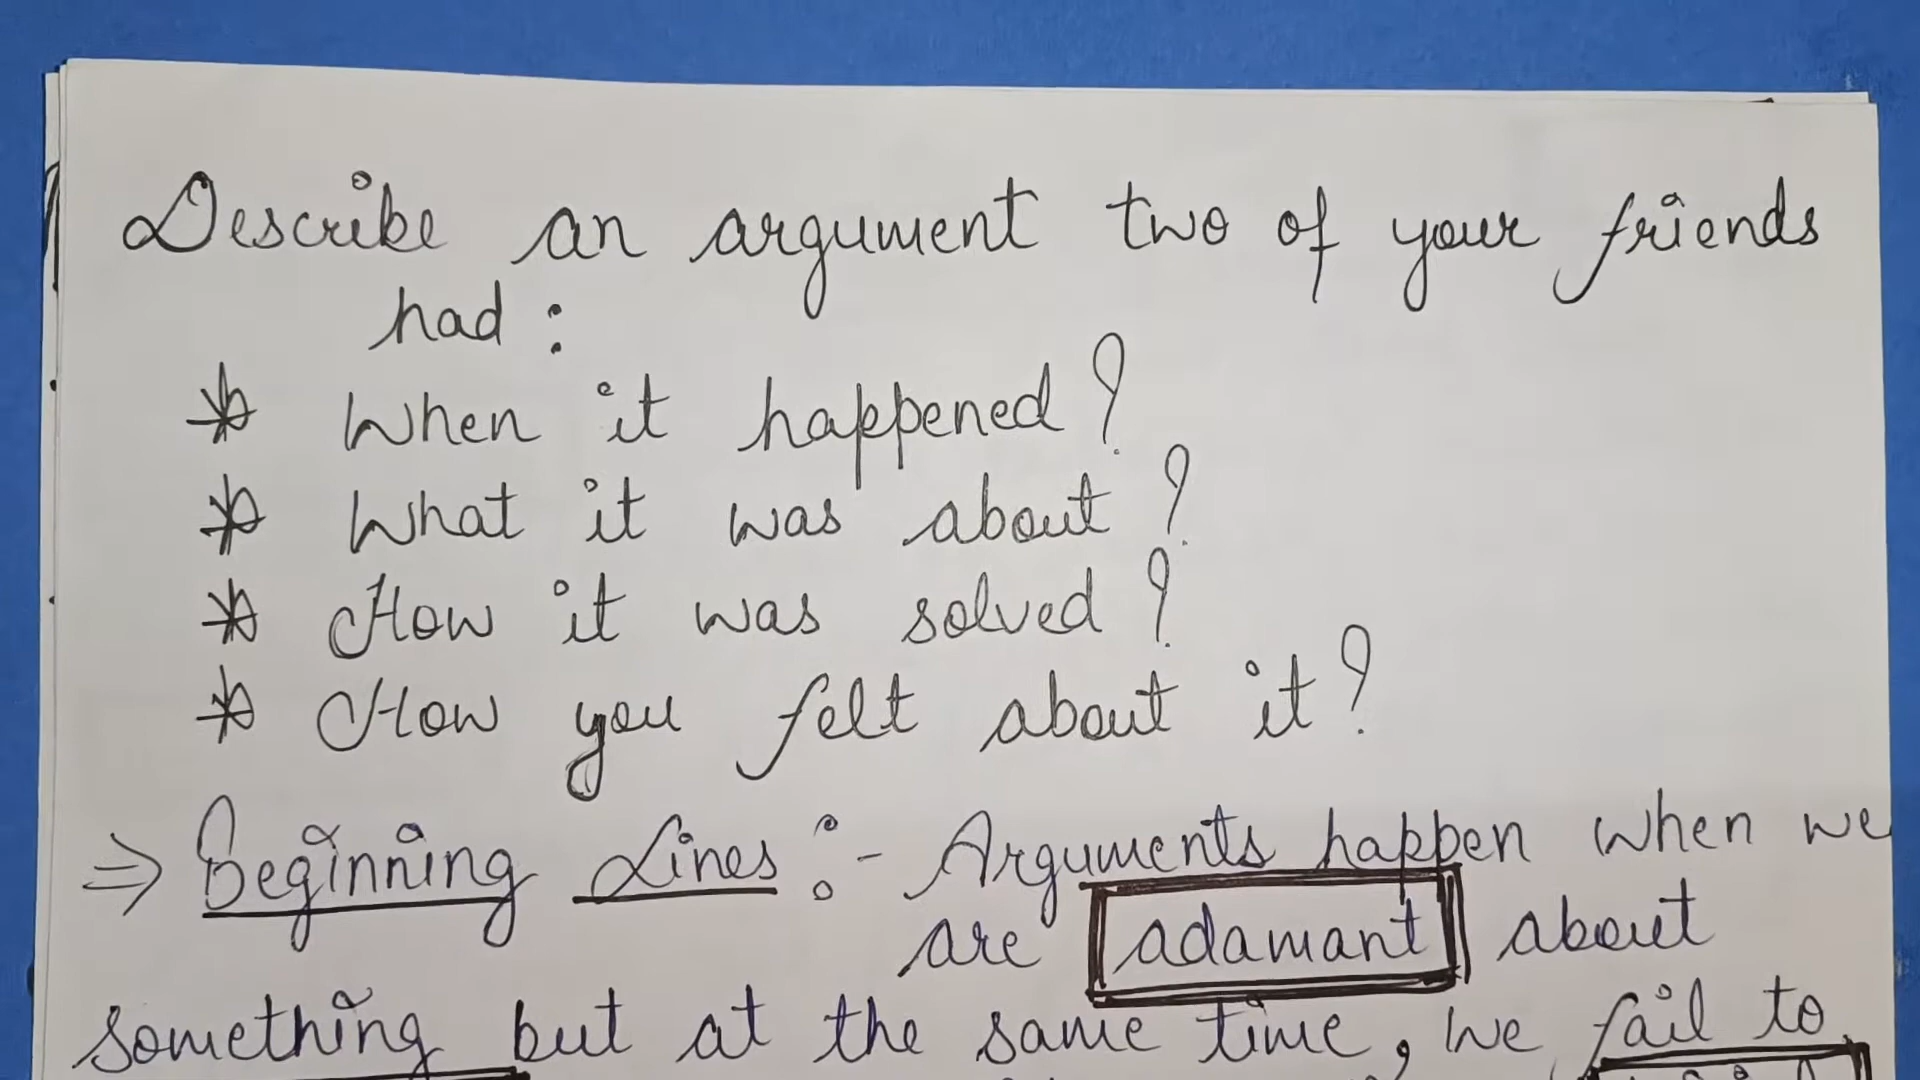 Describe an argument two of your friends
had :
* When it happened?
* What it was about?
* How it was solved?
* How you felt about it?
⇒ Beginning Lines :- Arguments happen when we
are adamant about
something but at the same time, we fail to